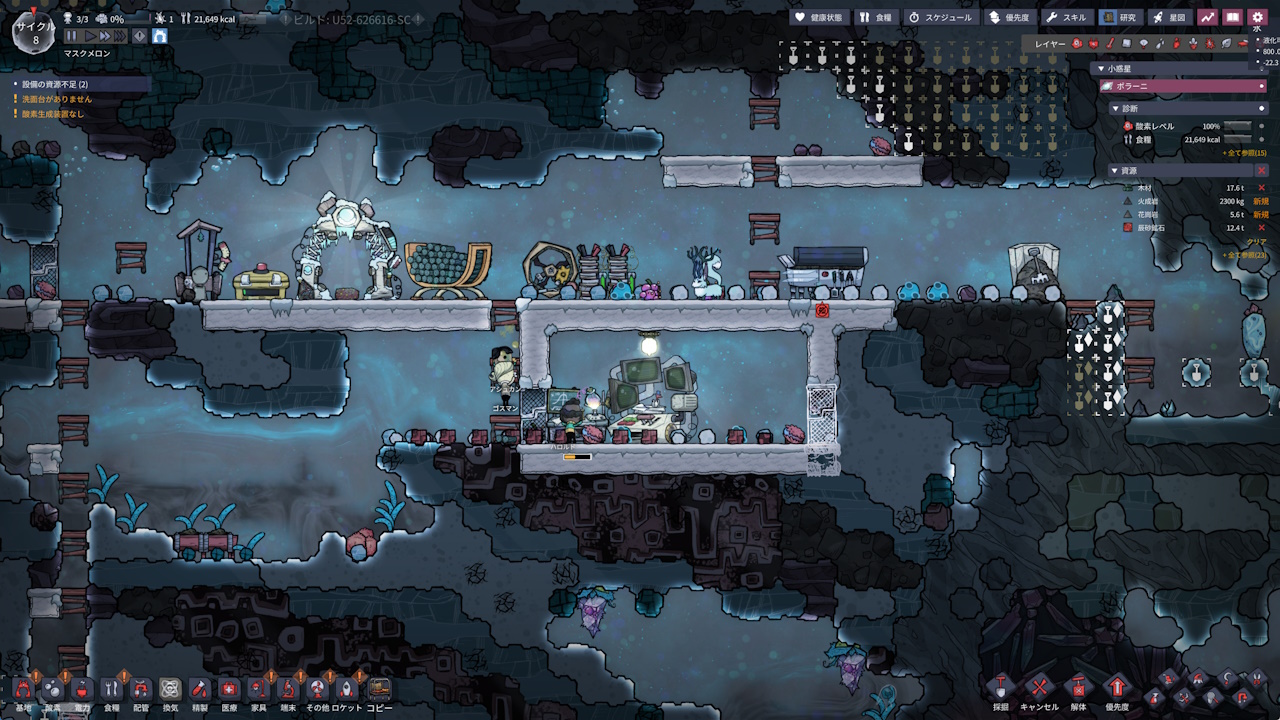 サイクル
8
3/3
0%
1
21,649 kcal
ビルド: U52-626616-SC
マスクメロン
設備の資源不足 (2)
洗面台がありません
酸素生成装置なし
健康状態
食糧
スケジュール
優先度
スキル
研究
星図
レイヤー
小惑星
ボラーニ
診断
酸素レベル 100%
食糧 21,649 kcal
+ 全て参照(15)
資源
木材 17.6 t
火成岩 2300 kg 新規
花崗岩 5.6 t 新規
辰砂鉱石 12.4 t
クリア
+ 全て参照(23)
水
800.0
-22.3
ゴスマン
基地
酸素
電力
食糧
配管
換気
精製
医療
家具
端末
その他
ロケット
コピー
採掘
キャンセル
解体
優先度